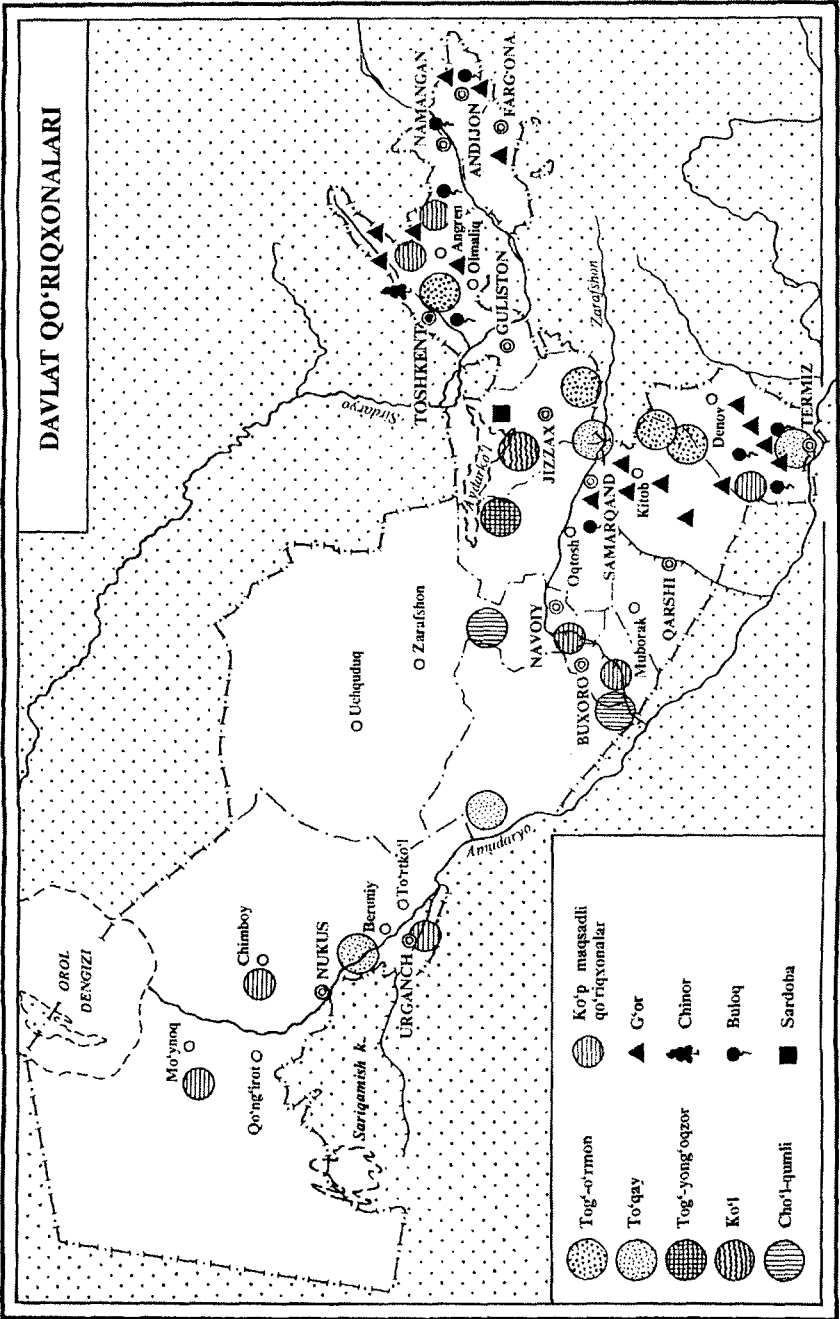 DAVLAT QO‘RIQXONALARI
OROL
DENGIZI
Mo‘ynoq
Qo‘ng‘irot
Chimboy
NUKUS
Sariqamish k.
URGANCH
Beruniy
To‘rtko‘l
Amudaryo
Uchquduq
Zarafshon
BUXORO
NAVOIY
Muborak
QARSHI
Oqtosh
SAMARQAND
Kitob
Aydarko‘l
JIZZAX
Sirdaryo
TOSHKENT
GULISTON
Olmaliq
Angren
NAMANGAN
ANDIJON
FARG‘ONA
Zarafshon
Denov
TERMIZ
Tog‘-o‘rmon
To‘qay
Tog‘-yong‘oqzor
Ko‘l
Cho‘l-qumli
Ko‘p maqsadli
qo‘riqxonalar
G‘or
Chinor
Buloq
Sardoba